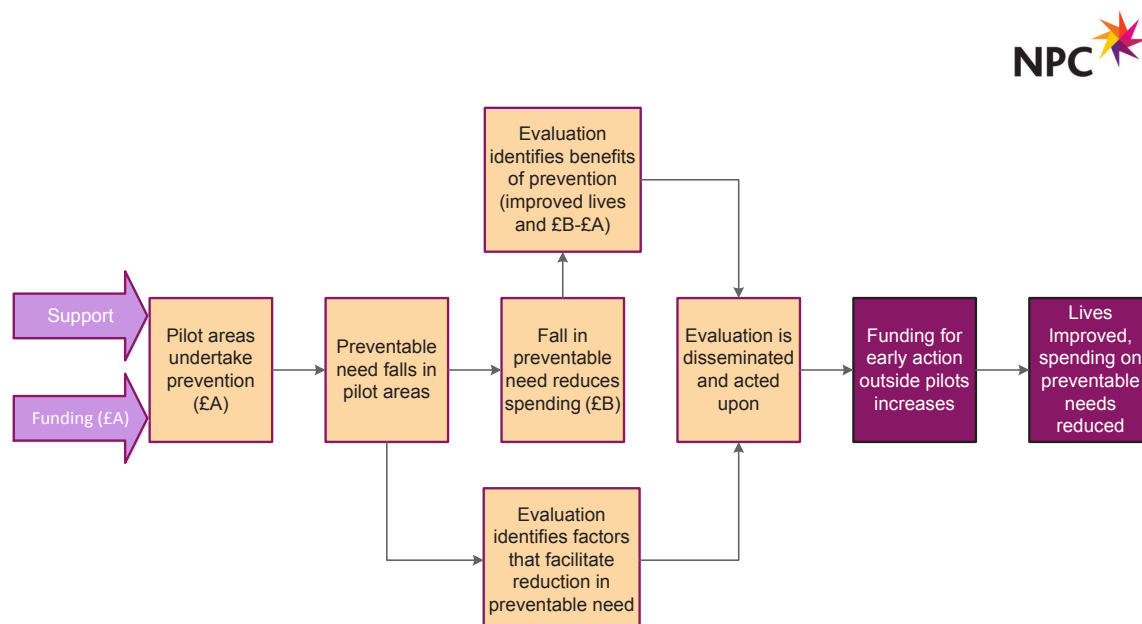 NPC
Evaluation
identifies benefits
of prevention
(improved lives
and £B-£A)
Support
Funding (£A)
Pilot areas
undertake
prevention
(£A)
Preventable
need falls in
pilot areas
Fall in
preventable
need reduces
spending (£B)
Evaluation is
disseminated
and acted
upon
Funding for
early action
outside pilots
increases
Lives
Improved,
spending on
preventable
needs
reduced
Evaluation
identifies factors
that facilitate
reduction in
preventable need